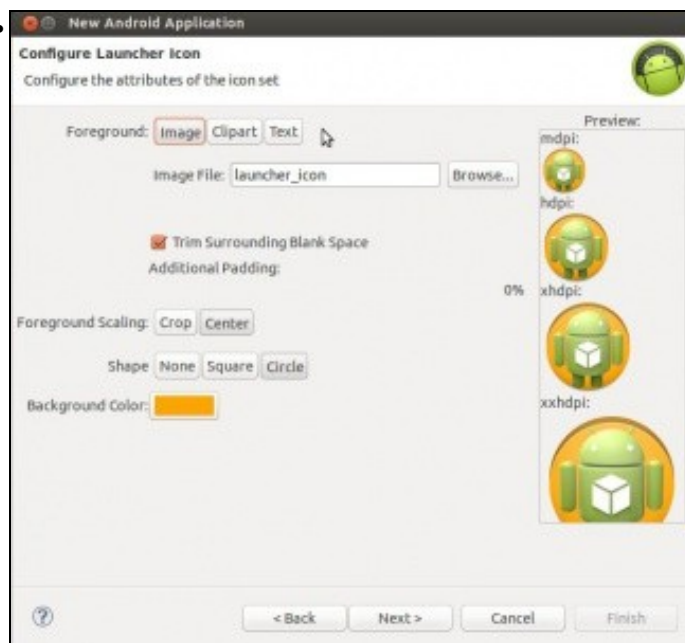 New Android Application
Configure Launcher Icon
Configure the attributes of the icon set
Foreground: Image Clipart Text
Preview:
mdpi:
Image File: launcher_icon Browse...
hdpi:
Trim Surrounding Blank Space
Additional Padding:
0% xhdpi:
Foreground Scaling: Crop Center
Shape None Square Circle
Background Color:
xxhdpi:
< Back Next > Cancel Finish